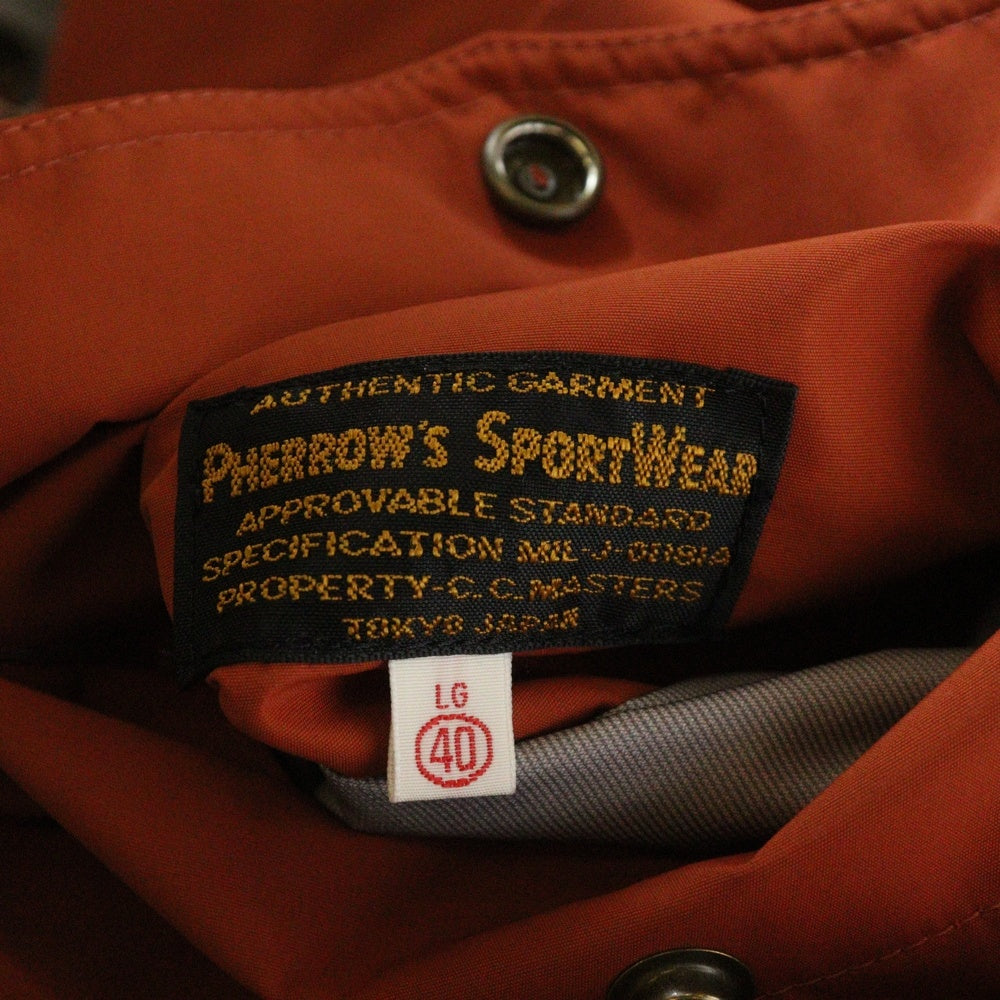 AUTHENTIC GARMENT
PHERROW'S SPORTWEAR
APPROVABLE STANDARD
SPECIFICATION MIL-J-01181A
PROPERTY-C.C.MASTERS
TOKYO JAPAN
LG
40